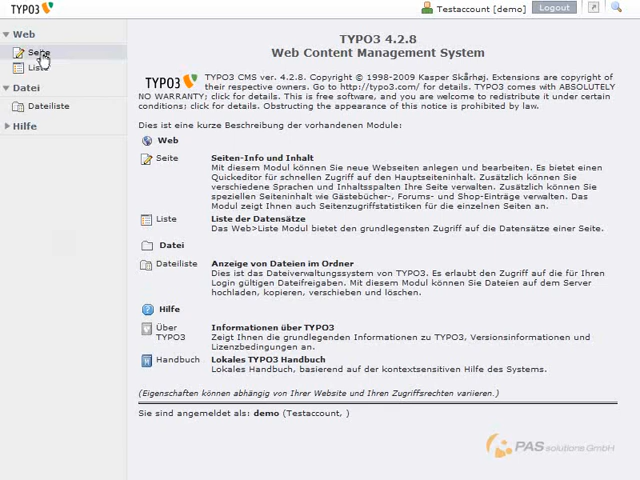 TYPO3
Testaccount [demo]
Logout
Web
Seite
Liste
Datei
Dateiliste
Hilfe
TYPO3 4.2.8
Web Content Management System
TYPO3 TYPO3 CMS ver. 4.2.8. Copyright © 1998-2009 Kasper Skårhøj. Extensions are copyright of
their respective owners. Go to http://typo3.com/ for details. TYPO3 comes with ABSOLUTELY
NO WARRANTY; click for details. This is free software, and you are welcome to redistribute it under certain
conditions; click for details. Obstructing the appearance of this notice is prohibited by law.
Dies ist eine kurze Beschreibung der vorhandenen Module:
Web
Seite Seiten-Info und Inhalt
Mit diesem Modul können Sie neue Webseiten anlegen und bearbeiten. Es bietet einen
Quickeditor für schnellen Zugriff auf den Hauptseiteninhalt. Zusätzlich können Sie
verschiedene Sprachen und Inhaltsspalten Ihre Seite verwalten. Zusätzlich können Sie
speziellen Seiteninhalt wie Gästebücher-, Forums- und Shop-Einträge verwalten. Das
Modul zeigt Ihnen auch Seitenzugriffstatistiken für die einzelnen Seiten an.
Liste Liste der Datensätze
Das Web>Liste Modul bietet den grundlegensten Zugriff auf die Datensätze einer Seite.
Datei
Dateiliste Anzeige von Dateien im Ordner
Dies ist das Dateiverwaltungssystem von TYPO3. Es erlaubt den Zugriff auf die für Ihren
Login gültigen Dateifreigaben. Mit diesem Modul können Sie Dateien auf dem Server
hochladen, kopieren, verschieben und löschen.
Hilfe
Über TYPO3 Informationen über TYPO3
Zeigt Ihnen die grundlegenden Informationen zu TYPO3, Versionsinformationen und
Lizenzbedingungen an.
Handbuch Lokales TYPO3 Handbuch
Lokales Handbuch, basierend auf der kontextsensitiven Hilfe des Systems.
(Eigenschaften können abhängig von Ihrer Website und Ihren Zugriffsrechten variieren.)
Sie sind angemeldet als: demo (Testaccount, )
PAS solutions GmbH